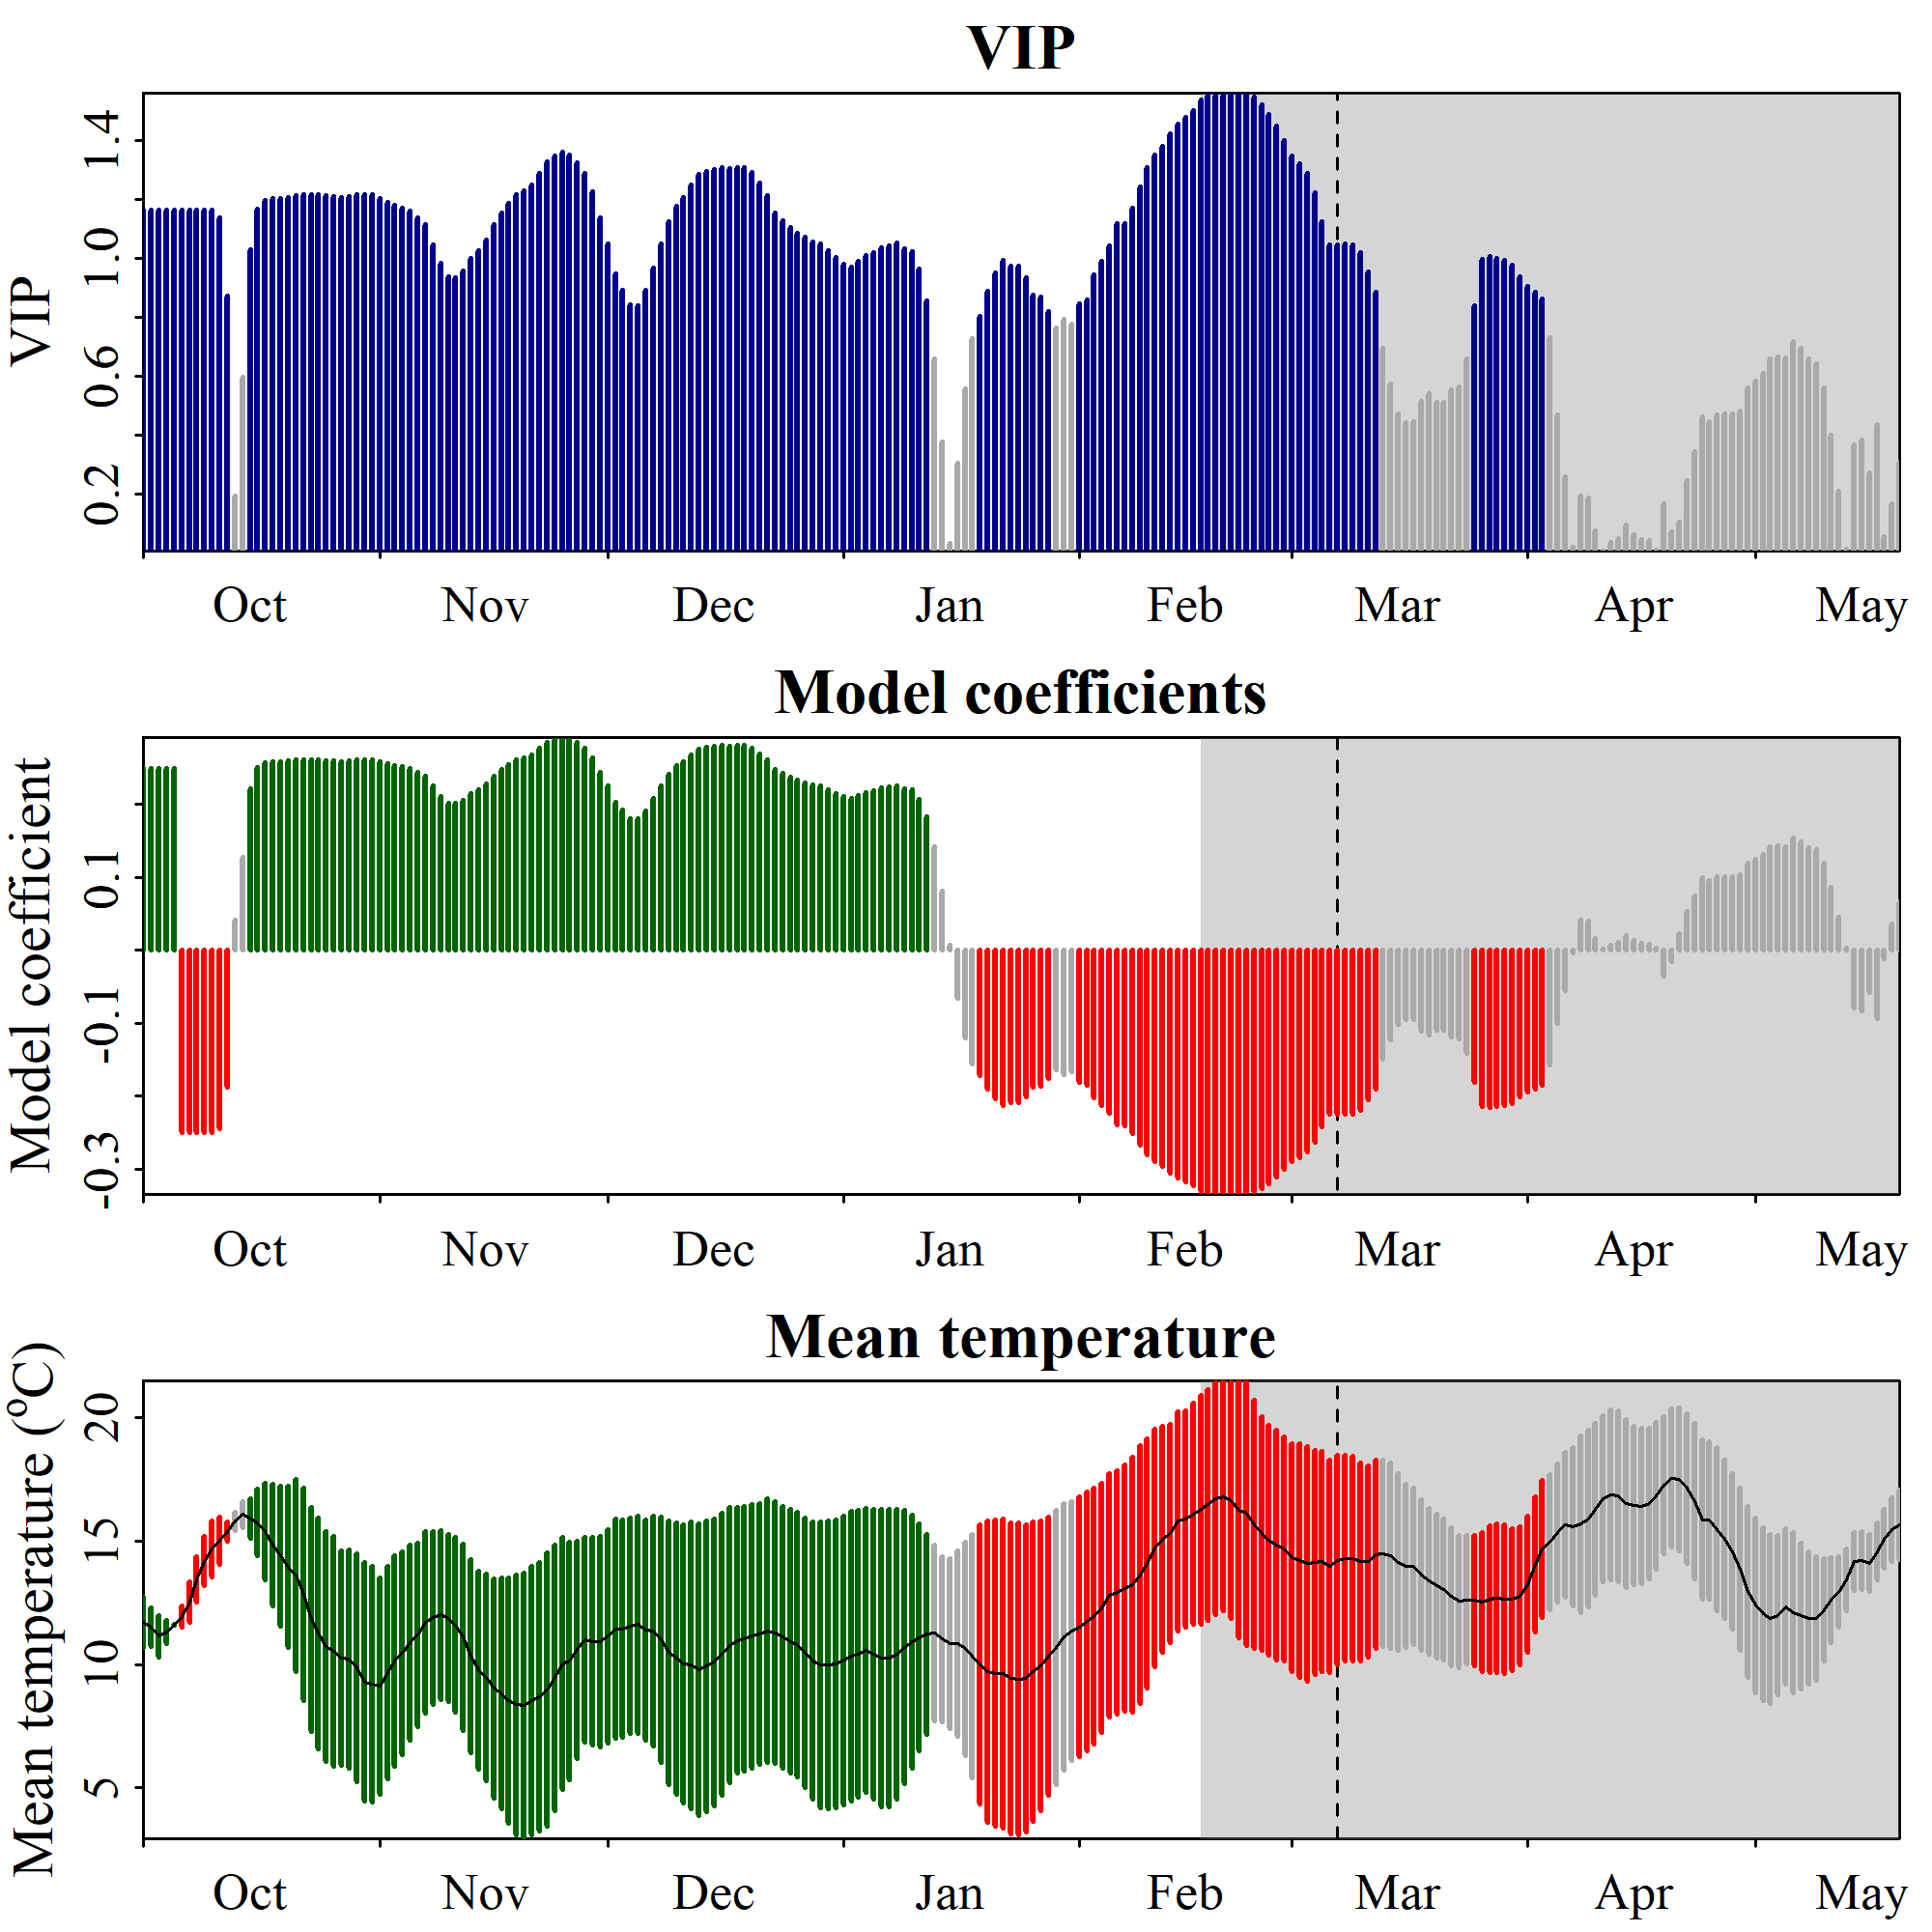 VIP
VIP
1.4
1.0
0.6
0.2
Oct Nov Dec Jan Feb Mar Apr May
Model coefficients
Model coefficient
0.1
-0.1
-0.3
Oct Nov Dec Jan Feb Mar Apr May
Mean temperature
Mean temperature (ºC)
20
15
10
5
Oct Nov Dec Jan Feb Mar Apr May